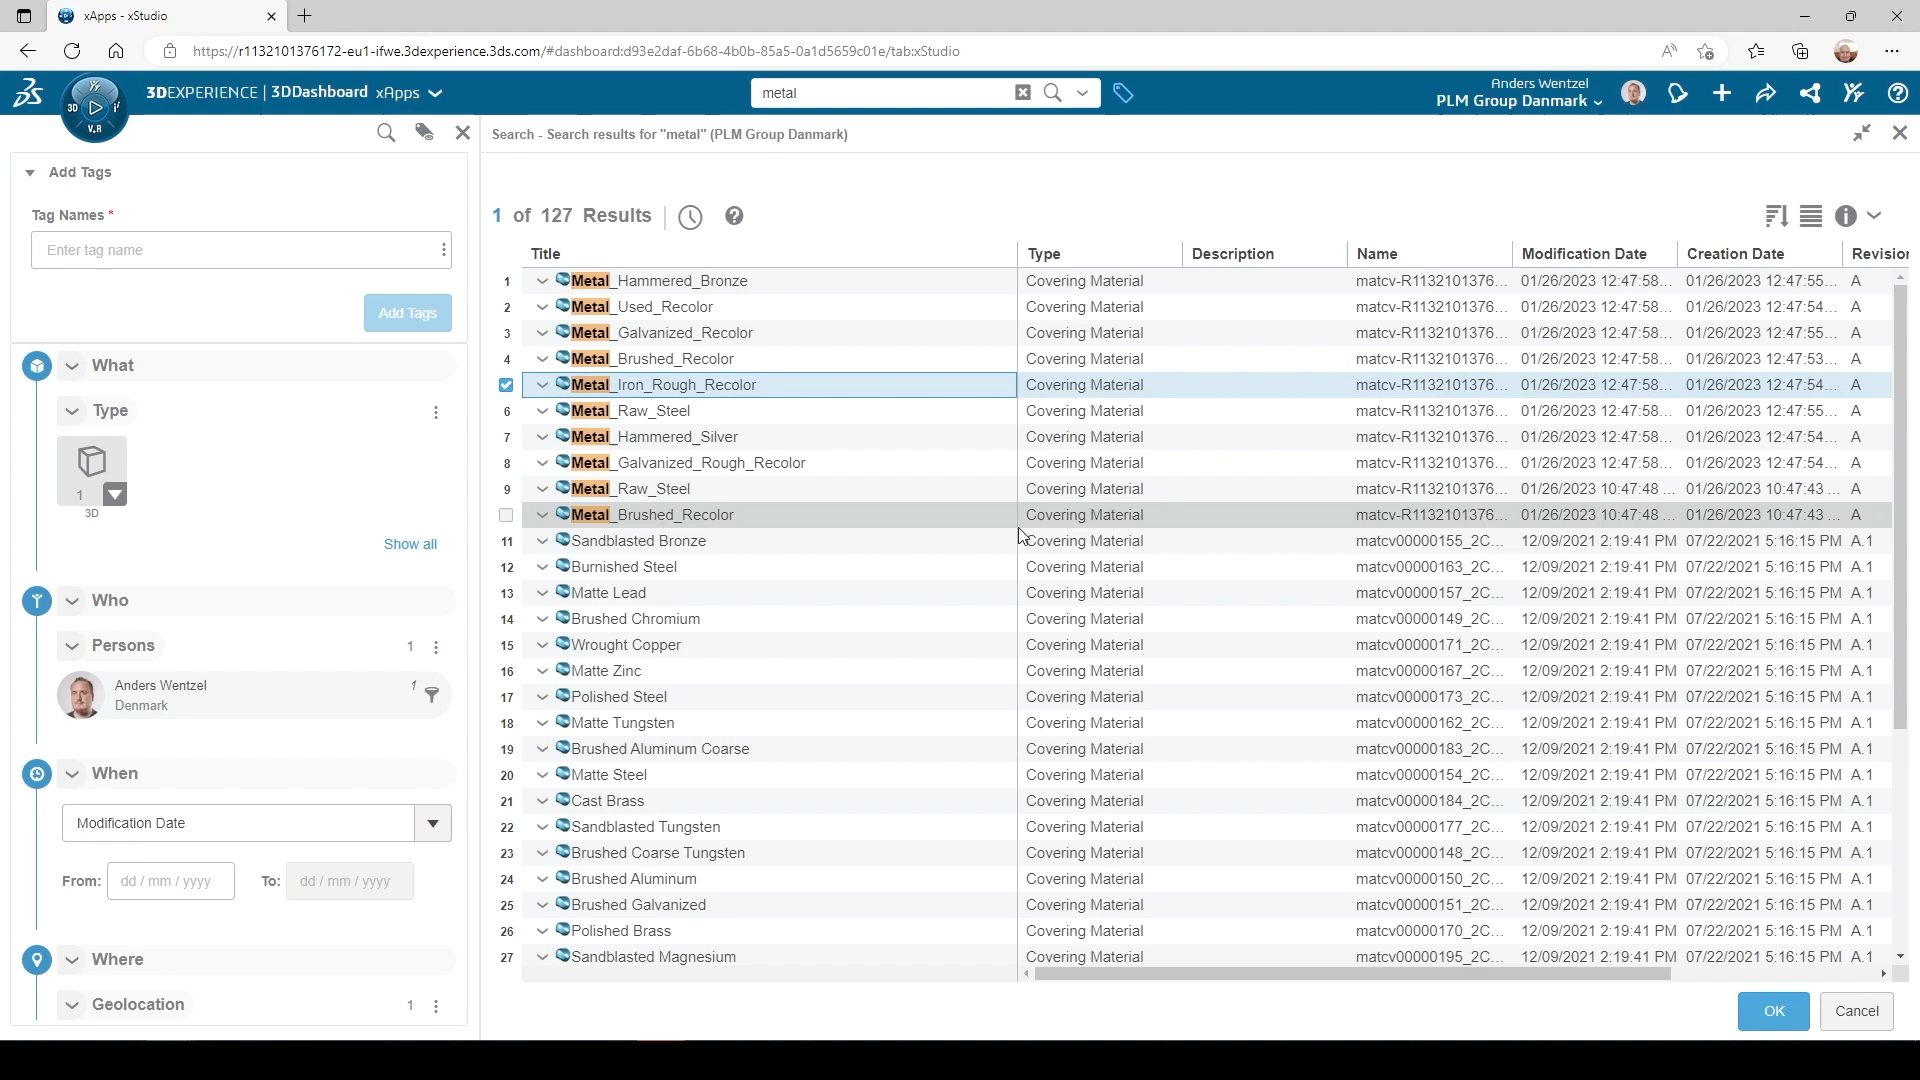 xApps - xStudio
https://r1132101376172-eu1-ifwe.3dexperience.3ds.com/#dashboard:d93e2daf-6b68-4b0b-85a5-0a1d5659c01e/tab:xStudio
3DEXPERIENCE | 3DDashboard xApps
3D
V.R
metal
Anders Wentzel
PLM Group Danmark
Search - Search results for "metal" (PLM Group Danmark)
Add Tags
Tag Names *
Enter tag name
Add Tags
What
Type
1
3D
Show all
Who
Persons 1
Anders Wentzel 1
Denmark
When
Modification Date
From: dd / mm / yyyy To: dd / mm / yyyy
Where
Geolocation 1
1 of 127 Results
Title Type Description Name Modification Date Creation Date Revision
1 Metal_Hammered_Bronze Covering Material matcv-R1132101376... 01/26/2023 12:47:58... 01/26/2023 12:47:55... A
2 Metal_Used_Recolor Covering Material matcv-R1132101376... 01/26/2023 12:47:58... 01/26/2023 12:47:54... A
3 Metal_Galvanized_Recolor Covering Material matcv-R1132101376... 01/26/2023 12:47:58... 01/26/2023 12:47:55... A
4 Metal_Brushed_Recolor Covering Material matcv-R1132101376... 01/26/2023 12:47:58... 01/26/2023 12:47:53... A
Metal_Iron_Rough_Recolor Covering Material matcv-R1132101376... 01/26/2023 12:47:58... 01/26/2023 12:47:54... A
6 Metal_Raw_Steel Covering Material matcv-R1132101376... 01/26/2023 12:47:58... 01/26/2023 12:47:55... A
7 Metal_Hammered_Silver Covering Material matcv-R1132101376... 01/26/2023 12:47:58... 01/26/2023 12:47:54... A
8 Metal_Galvanized_Rough_Recolor Covering Material matcv-R1132101376... 01/26/2023 12:47:58... 01/26/2023 12:47:54... A
9 Metal_Raw_Steel Covering Material matcv-R1132101376... 01/26/2023 10:47:48 ... 01/26/2023 10:47:43 ... A
Metal_Brushed_Recolor Covering Material matcv-R1132101376... 01/26/2023 10:47:48 ... 01/26/2023 10:47:43 ... A
11 Sandblasted Bronze Covering Material matcv00000155_2C... 12/09/2021 2:19:41 PM 07/22/2021 5:16:15 PM A.1
12 Burnished Steel Covering Material matcv00000163_2C... 12/09/2021 2:19:41 PM 07/22/2021 5:16:15 PM A.1
13 Matte Lead Covering Material matcv00000157_2C... 12/09/2021 2:19:41 PM 07/22/2021 5:16:15 PM A.1
14 Brushed Chromium Covering Material matcv00000149_2C... 12/09/2021 2:19:41 PM 07/22/2021 5:16:15 PM A.1
15 Wrought Copper Covering Material matcv00000171_2C... 12/09/2021 2:19:41 PM 07/22/2021 5:16:15 PM A.1
16 Matte Zinc Covering Material matcv00000167_2C... 12/09/2021 2:19:41 PM 07/22/2021 5:16:15 PM A.1
17 Polished Steel Covering Material matcv00000173_2C... 12/09/2021 2:19:41 PM 07/22/2021 5:16:15 PM A.1
18 Matte Tungsten Covering Material matcv00000162_2C... 12/09/2021 2:19:41 PM 07/22/2021 5:16:15 PM A.1
19 Brushed Aluminum Coarse Covering Material matcv00000183_2C... 12/09/2021 2:19:41 PM 07/22/2021 5:16:15 PM A.1
20 Matte Steel Covering Material matcv00000154_2C... 12/09/2021 2:19:41 PM 07/22/2021 5:16:15 PM A.1
21 Cast Brass Covering Material matcv00000184_2C... 12/09/2021 2:19:41 PM 07/22/2021 5:16:15 PM A.1
22 Sandblasted Tungsten Covering Material matcv00000177_2C... 12/09/2021 2:19:41 PM 07/22/2021 5:16:15 PM A.1
23 Brushed Coarse Tungsten Covering Material matcv00000148_2C... 12/09/2021 2:19:41 PM 07/22/2021 5:16:15 PM A.1
24 Brushed Aluminum Covering Material matcv00000150_2C... 12/09/2021 2:19:41 PM 07/22/2021 5:16:15 PM A.1
25 Brushed Galvanized Covering Material matcv00000151_2C... 12/09/2021 2:19:41 PM 07/22/2021 5:16:15 PM A.1
26 Polished Brass Covering Material matcv00000170_2C... 12/09/2021 2:19:41 PM 07/22/2021 5:16:15 PM A.1
27 Sandblasted Magnesium Covering Material matcv00000195_2C... 12/09/2021 2:19:41 PM 07/22/2021 5:16:15 PM A.1
OK Cancel